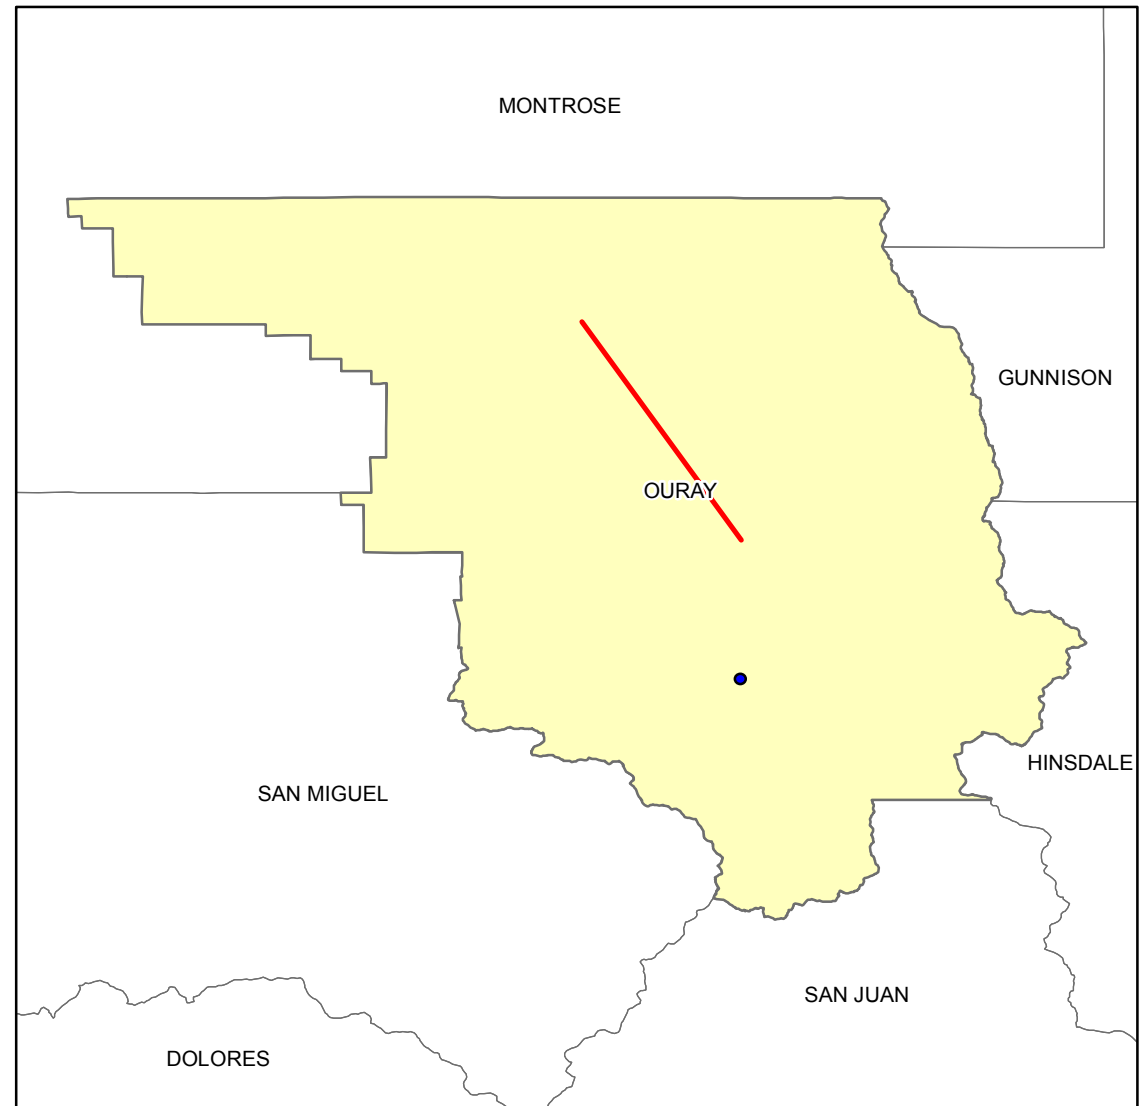 MONTROSE
GUNNISON
OURAY
HINSDALE
SAN MIGUEL
SAN JUAN
DOLORES